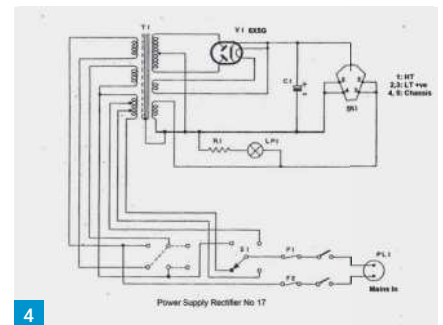 T1
V1 6X5G
C1
+
-
SK1
1: HT
2,3: LT +ve
4, 5: Chassis
R1
LP1
S1
F1
F2
PL1
Mains In
Power Supply Rectifier No 17
4